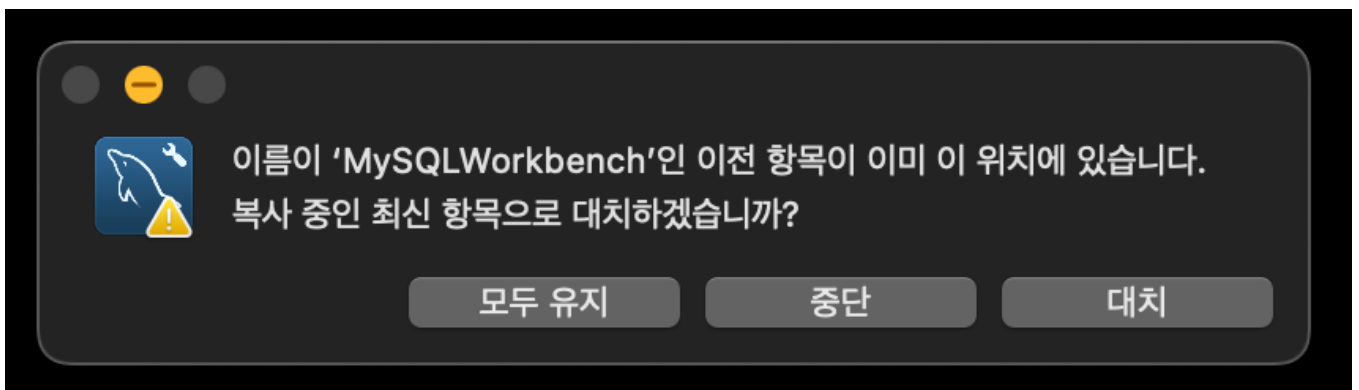 이름이 ‘MySQLWorkbench’인 이전 항목이 이미 이 위치에 있습니다.
복사 중인 최신 항목으로 대치하겠습니까?
모두 유지
중단
대치